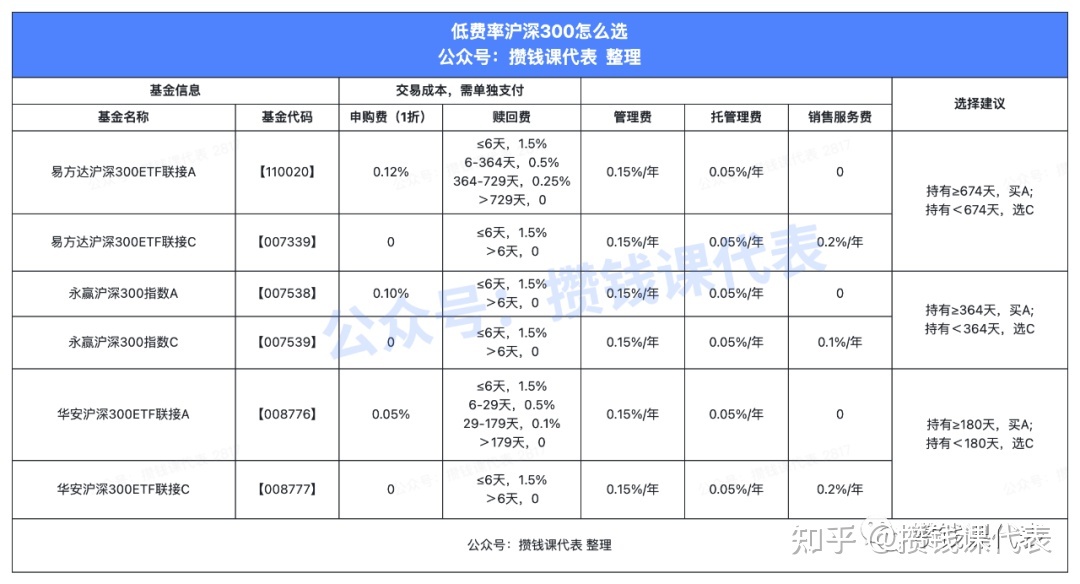 低费率沪深300怎么选
公众号：攒钱课代表 整理
基金信息 交易成本，需单独支付 选择建议
基金名称 基金代码 申购费（1折） 赎回费 管理费 托管理费 销售服务费
易方达沪深300ETF联接A 【110020】 0.12% ≤6天，1.5% 0.15%/年 0.05%/年 0
6-364天，0.5%
364-729天，0.25%
＞729天，0
持有≥674天，买A;
持有＜674天，选C
易方达沪深300ETF联接C 【007339】 0 ≤6天，1.5% 0.15%/年 0.05%/年 0.2%/年
＞6天，0
永赢沪深300指数A 【007538】 0.10% ≤6天，1.5% 0.15%/年 0.05%/年 0
＞6天，0
持有≥364天，买A;
持有＜364天，选C
永赢沪深300指数C 【007539】 0 ≤6天，1.5% 0.15%/年 0.05%/年 0.1%/年
＞6天，0
华安沪深300ETF联接A 【008776】 0.05% ≤6天，1.5% 0.15%/年 0.05%/年 0
6-29天，0.5%
29-179天，0.1%
＞179天，0
持有≥180天，买A;
持有＜180天，选C
华安沪深300ETF联接C 【008777】 0 ≤6天，1.5% 0.15%/年 0.05%/年 0.2%/年
＞6天，0
公众号：攒钱课代表 整理
公众号：攒钱课代表
知乎 @攒钱课代表